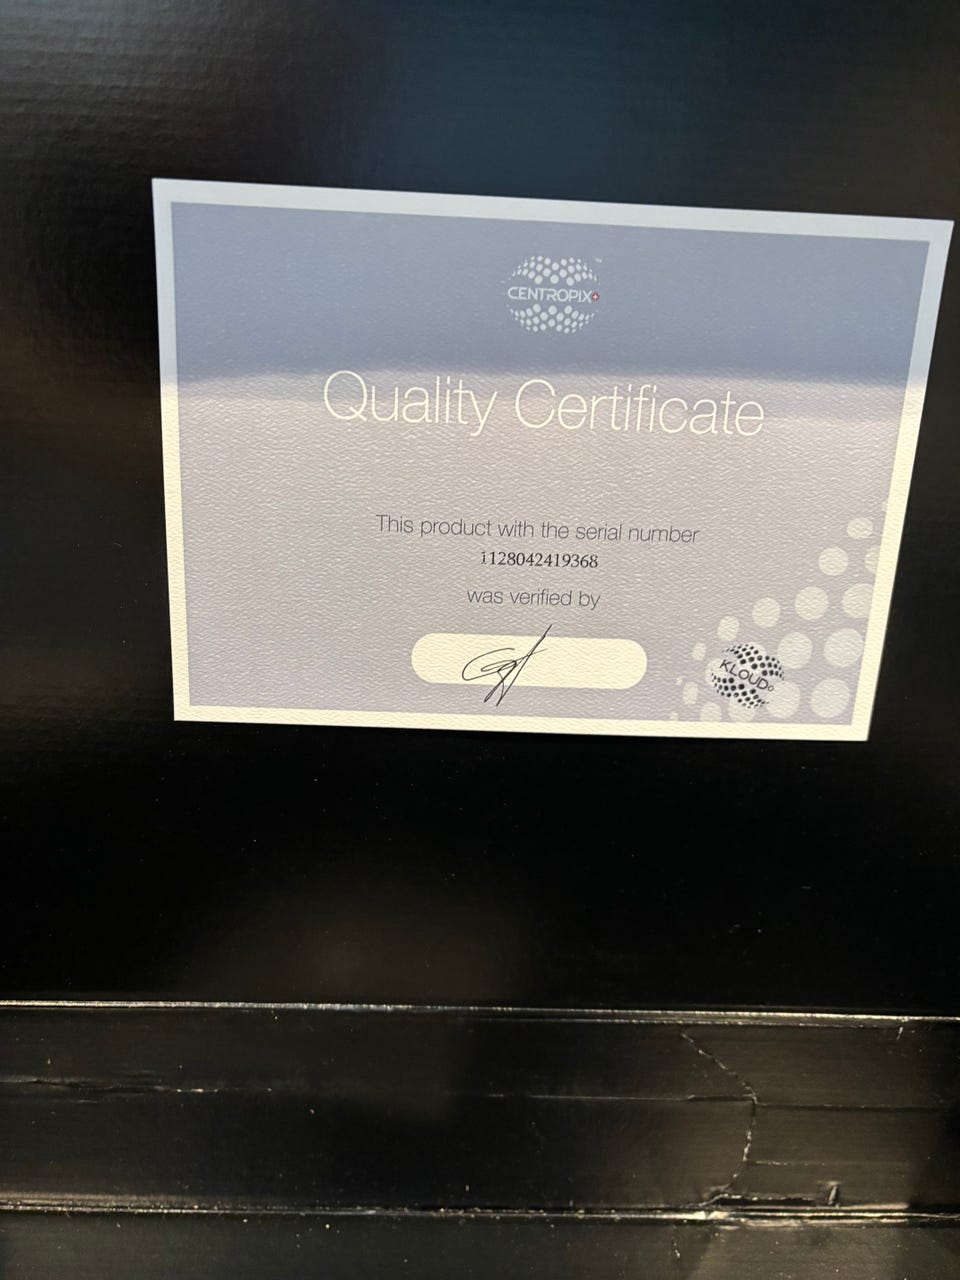 CENTROPIX
Quality Certificate
This product with the serial number
1128042419368
was verified by
KLOUD